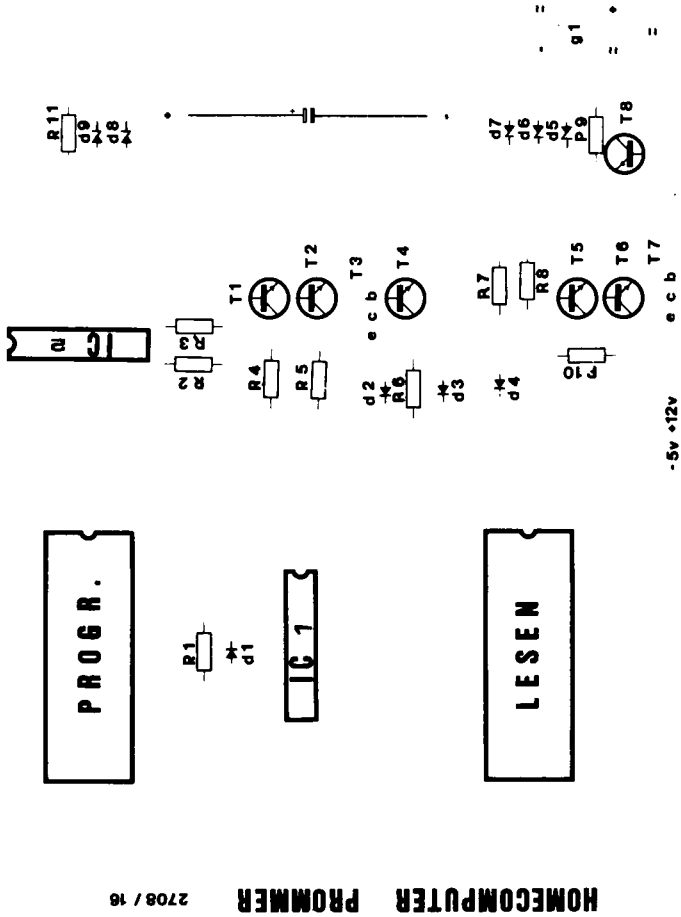 g1
R11
d9
d8
d7
d6
d5
P9
T8
T1
T2
T3
e c b
T4
R7
R8
T5
T6
T7
e c b
IC 2
R3
R2
R4
R5
d2
R6
d3
d4
P10
-5v +12v
PROGR.
R1
d1
IC 1
LESEN
HOMECOMPUTER PROMMER 2708 / 16